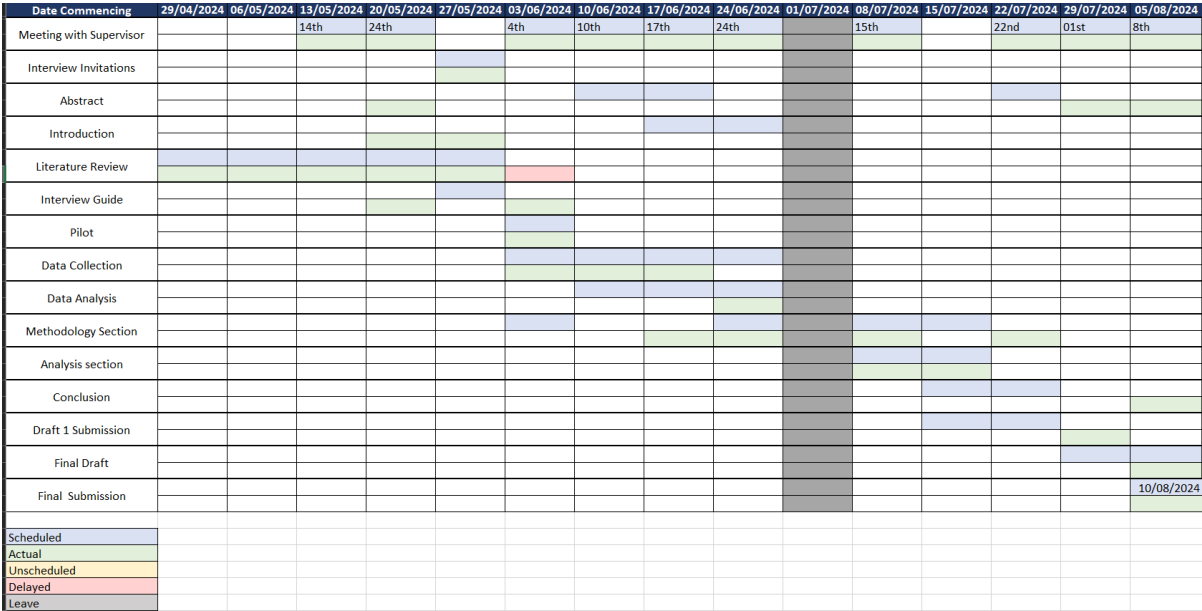 Date Commencing 29/04/2024 06/05/2024 13/05/2024 20/05/2024 27/05/2024 03/06/2024 10/06/2024 17/06/2024 24/06/2024 01/07/2024 08/07/2024 15/07/2024 22/07/2024 29/07/2024 05/08/2024
Meeting with Supervisor 14th 24th 4th 10th 17th 24th 15th 22nd 01st 8th
Interview Invitations
Abstract
Introduction
Literature Review
Interview Guide
Pilot
Data Collection
Data Analysis
Methodology Section
Analysis section
Conclusion
Draft 1 Submission
Final Draft
Final Submission 10/08/2024
Scheduled
Actual
Unscheduled
Delayed
Leave